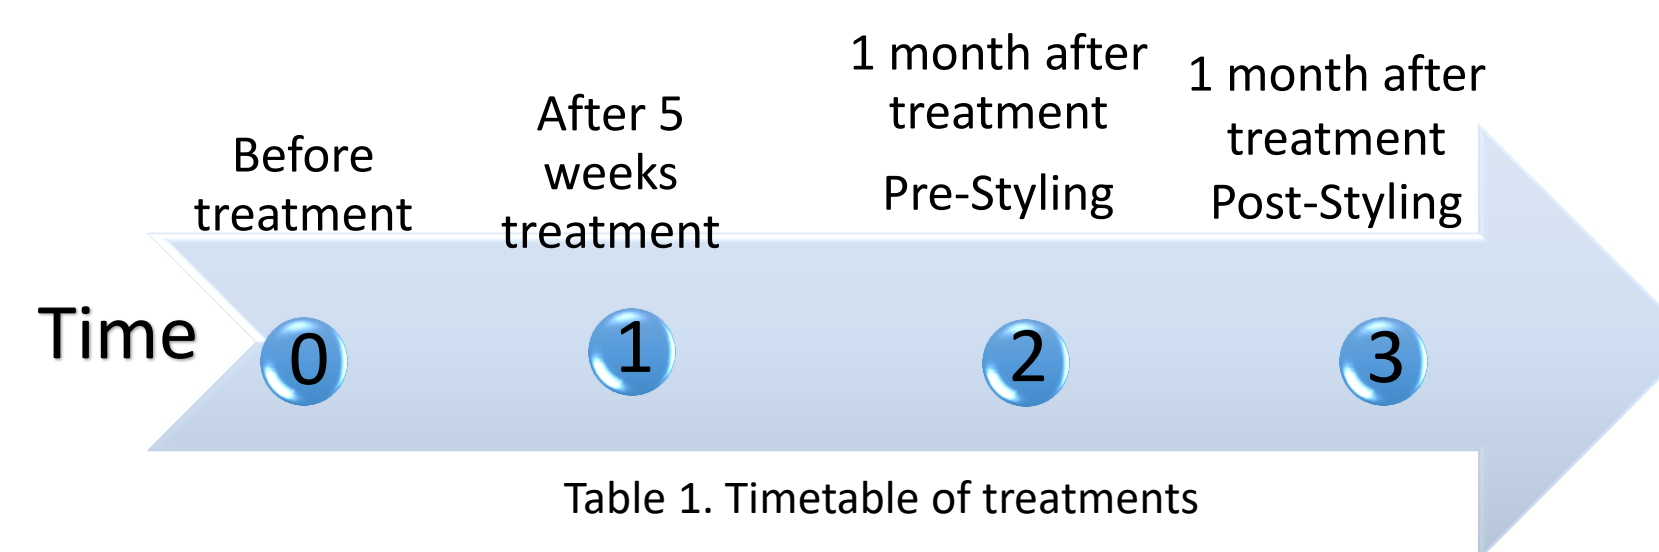 Before
treatment
After 5
weeks
treatment
1 month after
treatment
Pre-Styling
1 month after
treatment
Post-Styling
Time
0
1
2
3
Table 1. Timetable of treatments